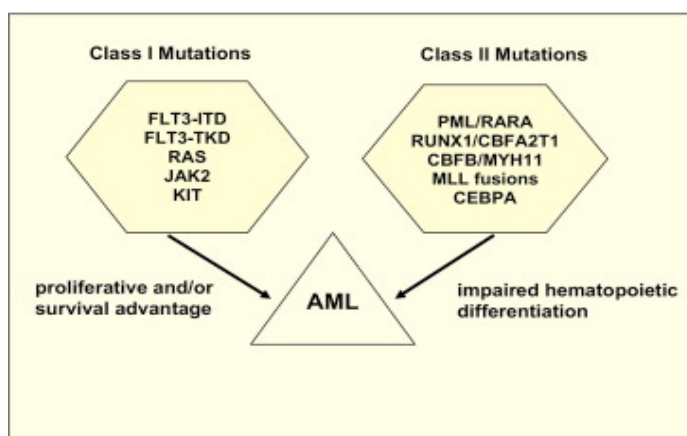 Class I Mutations
FLT3-ITD
FLT3-TKD
RAS
JAK2
KIT
Class II Mutations
PML/RARA
RUNX1/CBFA2T1
CBFB/MYH11
MLL fusions
CEBPA
proliferative and/or
survival advantage
AML
impaired hematopoietic
differentiation